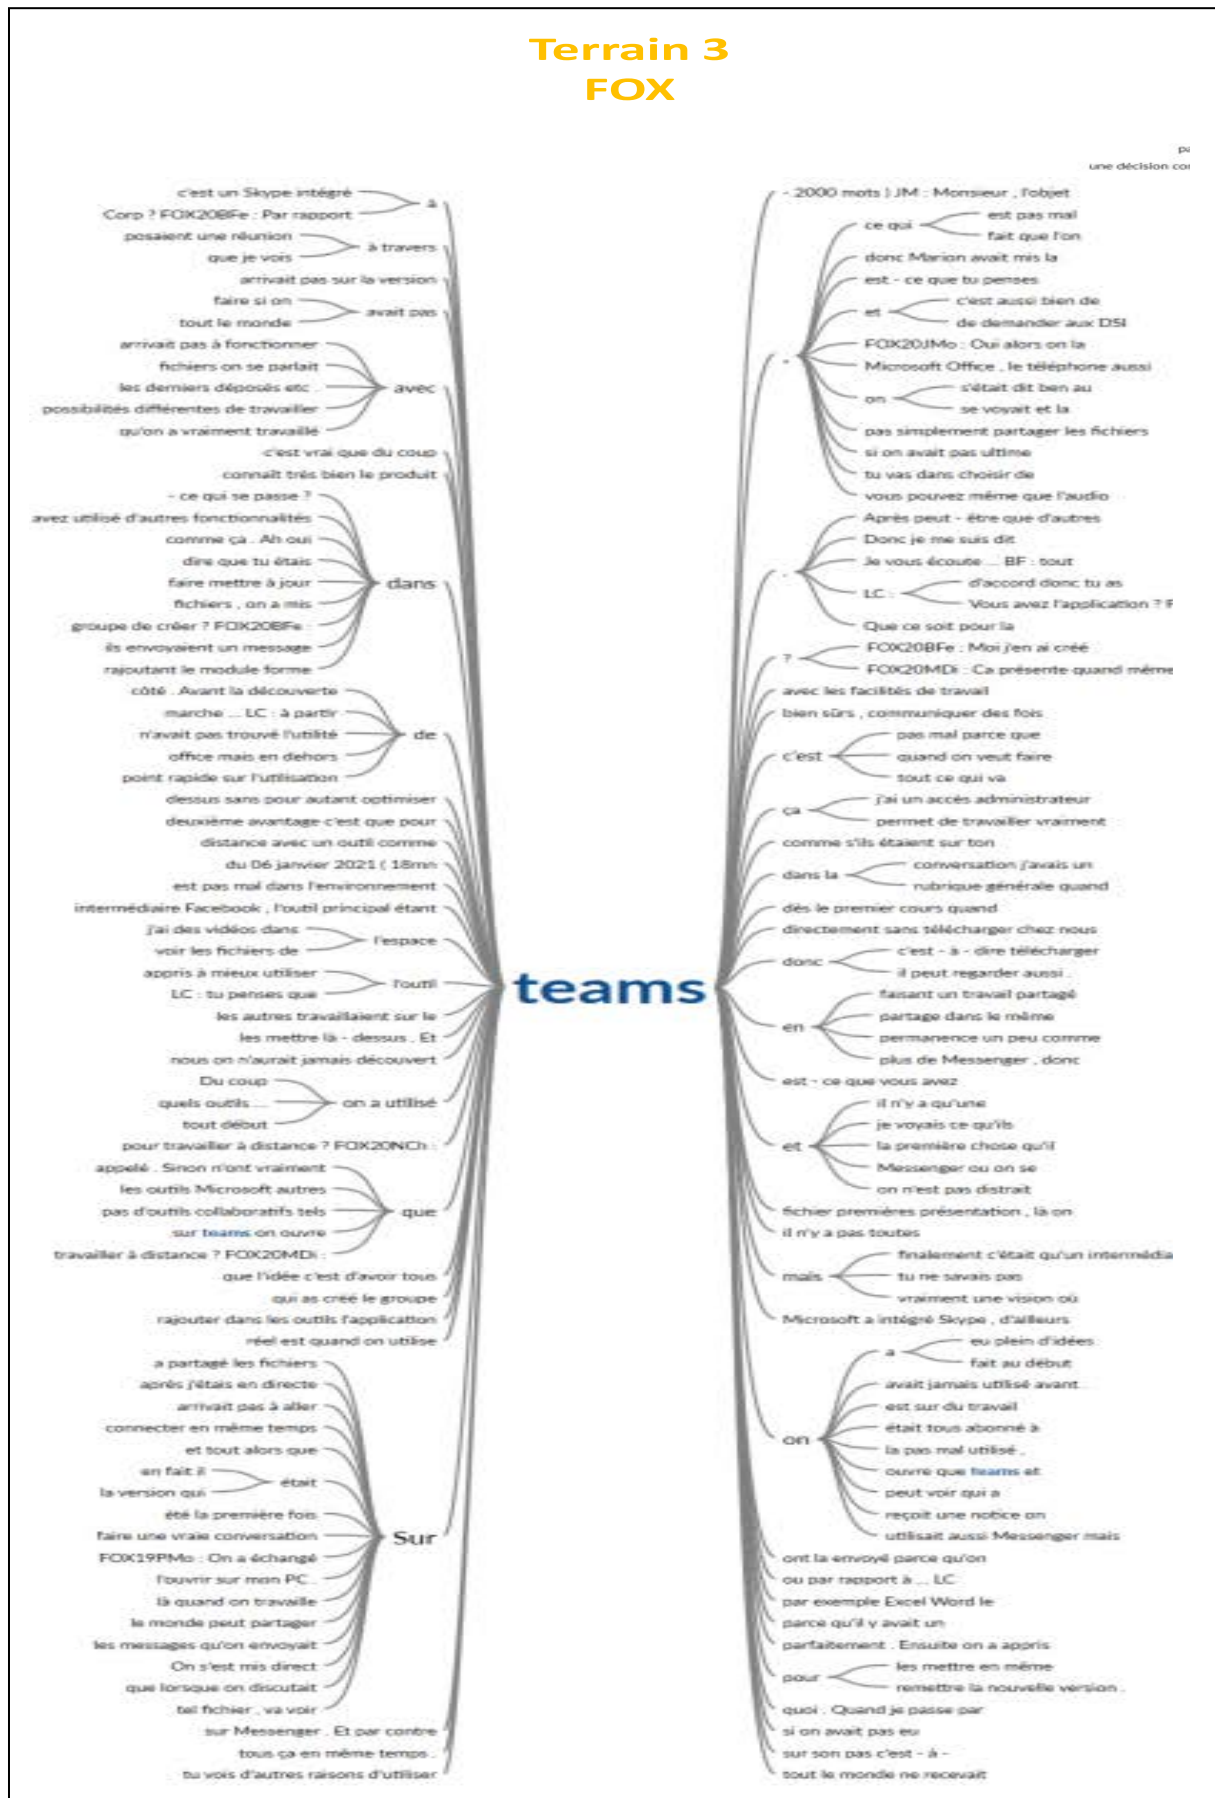 Terrain 3
FOX
une décision
c'est un Skype intégré
Corp ? FOX20BFe : Par rapport
à
posaient une réunion
que je vois
à travers
arrivait pas sur la version
faire si on
tout le monde
avait pas
arrivait pas à fonctionner
fichiers on se parlait
les derniers déposés etc
possibilités différentes de travailler
qu'on a vraiment travaillé
avec
c'est vrai que du coup
connaît très bien le produit
- ce qui se passe ?
avez utilisé d'autres fonctionnalités
comme ça . Ah oui
dire que tu étais
faire mettre à jour
fichiers , on a mis
groupe de créer ? FOX20BFe :
ils envoyaient un message
rajoutant le module forme
dans
côté . Avant la découverte
marche ... LC : à partir
n'avait pas trouvé l'utilité
office mais en dehors
point rapide sur l'utilisation
de
dessus sans pour autant optimiser
deuxième avantage c'est que pour
distance avec un outil comme
du 06 janvier 2021 ( 18mn
est pas mal dans l'environnement
intermédiaire Facebook , l'outil principal étant
j'ai des vidéos dans
voir les fichiers de
l'espace
appris à mieux utiliser
LC : tu penses que
l'outil
les autres travaillaient sur le
les mettre là - dessus . Et
nous on n'aurait jamais découvert
Du coup
quels outils ...
tout début
on a utilisé
pour travailler à distance ? FOX20NCh :
appelé . Sinon n'ont vraiment
les outils Microsoft autres
pas d'outils collaboratifs tels
sur teams on ouvre
travailler à distance ? FOX20MDi :
que
que l'idée c'est d'avoir tous
qui as créé le groupe
rajouter dans les outils l'application
réel est quand on utilise
a partagé les fichiers
après j'étais en directe
arrivait pas à aller
connecter en même temps
et tout alors que
en fait il
la version qui
était
été la première fois
faire une vraie conversation
FOX19PMo : On a échangé
l'ouvrir sur mon PC .
là quand on travaille
le monde peut partager
les messages qu'on envoyait
On s'est mis direct
que lorsque on discutait
tel fichier , va voir
Sur
sur Messenger . Et par contre
tous ça en même temps .
tu vois d'autres raisons d'utiliser
teams
- 2000 mots ) JM : Monsieur , l'objet
,
ce qui
est pas mal
fait que l'on
donc Marion avait mis la
est - ce que tu penses
et
c'est aussi bien de
de demander aux DSI
FOX20JMo : Oui alors on la
Microsoft Office , le téléphone aussi
on
s'était dit ben au
se voyait et la
pas simplement partager les fichiers
si on avait pas ultime
tu vas dans choisir de
vous pouvez même que l'audio
.
Après peut - être que d'autres
Donc je me suis dit
Je vous écoute ... BF : tout
LC :
d'accord donc tu as
Vous avez l'application ? F
Que ce soit pour la
?
FOX20BFe : Moi j'en ai créé
FOX20MDi : Ca présente quand même
avec les facilités de travail
bien sûrs , communiquer des fois
c'est
pas mal parce que
quand on veut faire
tout ce qui va
ça
j'ai un accès administrateur
permet de travailler vraiment
comme s'ils étaient sur ton
dans la
conversation j'avais un
rubrique générale quand
dès le premier cours quand
directement sans télécharger chez nous
donc
c'est - à - dire télécharger
il peut regarder aussi .
en
faisant un travail partagé
partage dans le même
permanence un peu comme
plus de Messenger , donc
est - ce que vous avez
et
il n'y a qu'une
je voyais ce qu'ils
la première chose qu'il
Messenger ou on se
on n'est pas distrait
fichier premières présentation , là on
il n'y a pas toutes
mais
finalement c'était qu'un intermédia
tu ne savais pas
vraiment une vision où
Microsoft a intégré Skype , d'ailleurs
on
a
eu plein d'idées
fait au début
avait jamais utilisé avant
est sur du travail
était tous abonné à
la pas mal utilisé ,
ouvre que teams et
peut voir qui a
reçoit une notice on
utilisait aussi Messenger mais
ont la envoyé parce qu'on
ou par rapport à ... LC
par exemple Excel Word le
parce qu'il y avait un
parfaitement . Ensuite on a appris
pour
les mettre en même
remettre la nouvelle version .
quoi . Quand je passe par
si on avait pas eu
sur son pas c'est - à -
tout le monde ne recevait